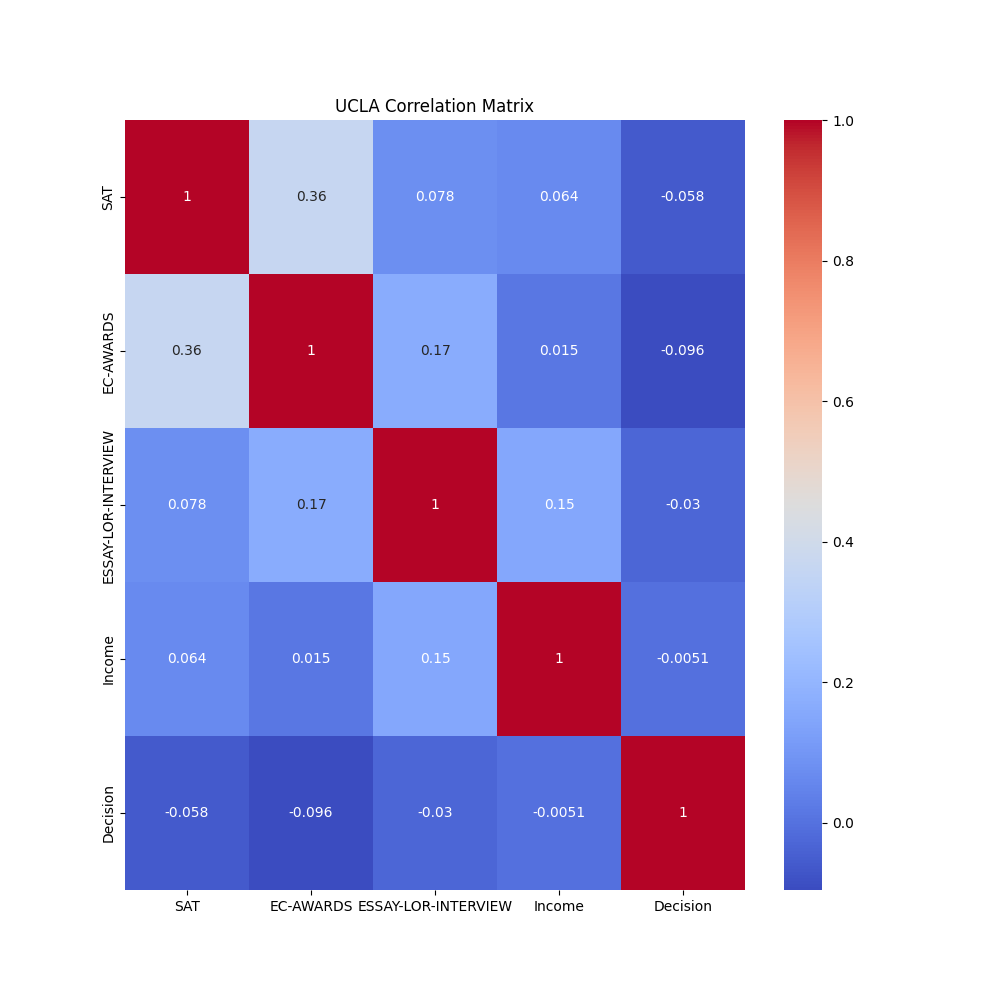 UCLA Correlation Matrix
SAT 1 0.36 0.078 0.064 -0.058
EC-AWARDS 0.36 1 0.17 0.015 -0.096
ESSAY-LOR-INTERVIEW 0.078 0.17 1 0.15 -0.03
Income 0.064 0.015 0.15 1 -0.0051
Decision -0.058 -0.096 -0.03 -0.0051 1
SAT EC-AWARDS ESSAY-LOR-INTERVIEW Income Decision
1.0
0.8
0.6
0.4
0.2
0.0